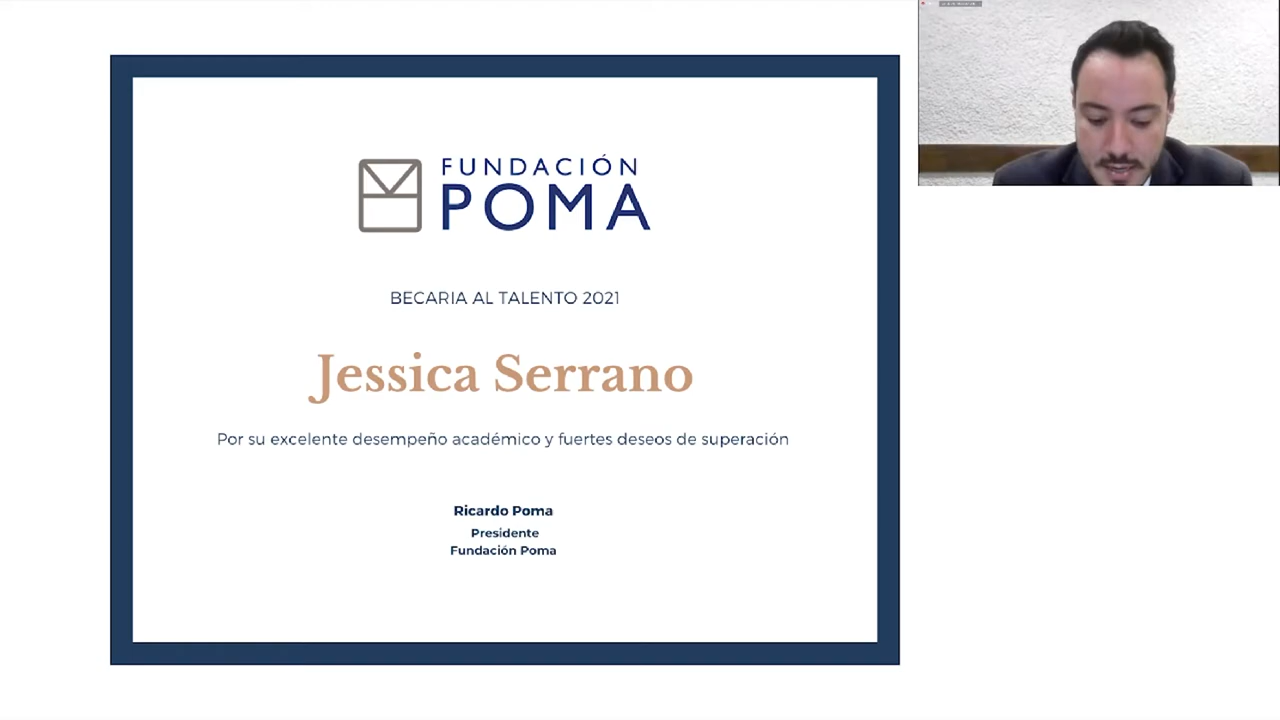 FUNDACIÓN
POMA
BECARIA AL TALENTO 2021
Jessica Serrano
Por su excelente desempeño académico y fuertes deseos de superación
Ricardo Poma
Presidente
Fundación Poma